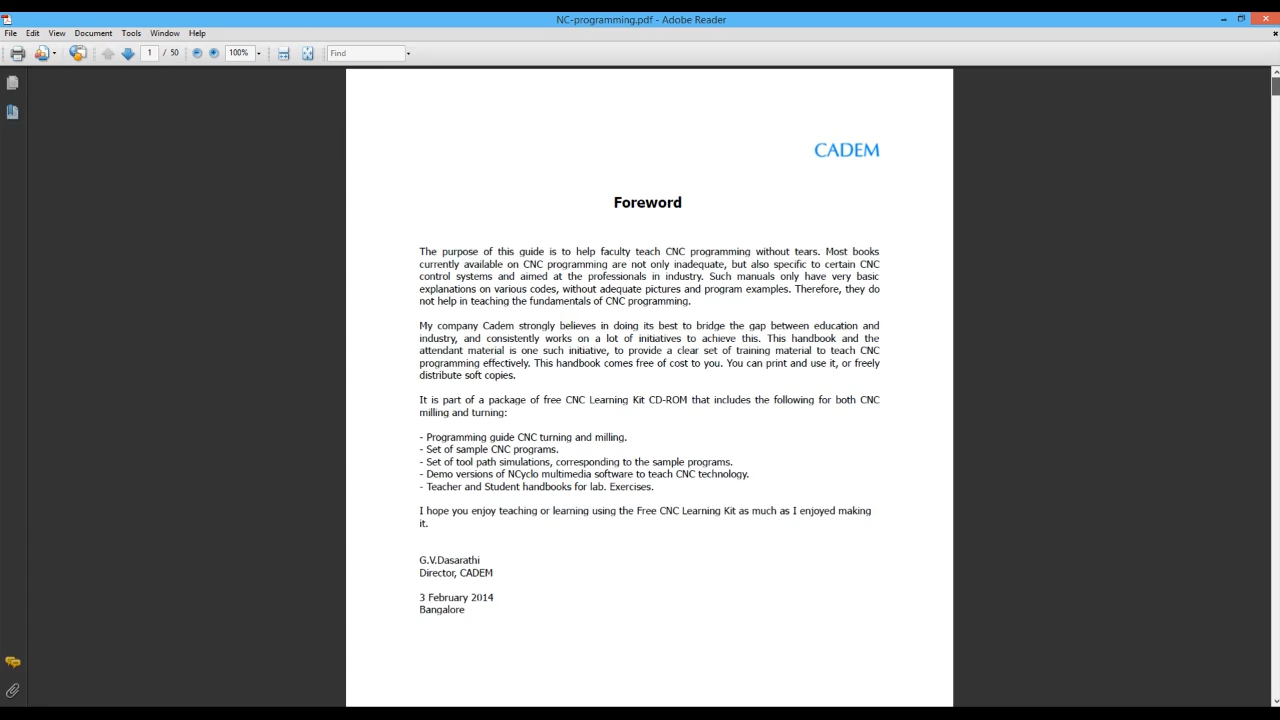 NC-programming.pdf - Adobe Reader
File Edit View Document Tools Window Help
1 / 50 100% Find
CADEM
Foreword
The purpose of this guide is to help faculty teach CNC programming without tears. Most books
currently available on CNC programming are not only inadequate, but also specific to certain CNC
control systems and aimed at the professionals in industry. Such manuals only have very basic
explanations on various codes, without adequate pictures and program examples. Therefore, they do
not help in teaching the fundamentals of CNC programming.
My company Cadem strongly believes in doing its best to bridge the gap between education and
industry, and consistently works on a lot of initiatives to achieve this. This handbook and the
attendant material is one such initiative, to provide a clear set of training material to teach CNC
programming effectively. This handbook comes free of cost to you. You can print and use it, or freely
distribute soft copies.
It is part of a package of free CNC Learning Kit CD-ROM that includes the following for both CNC
milling and turning:
- Programming guide CNC turning and milling.
- Set of sample CNC programs.
- Set of tool path simulations, corresponding to the sample programs.
- Demo versions of NCyclo multimedia software to teach CNC technology.
- Teacher and Student handbooks for lab. Exercises.
I hope you enjoy teaching or learning using the Free CNC Learning Kit as much as I enjoyed making
it.
G.V.Dasarathi
Director, CADEM
3 February 2014
Bangalore